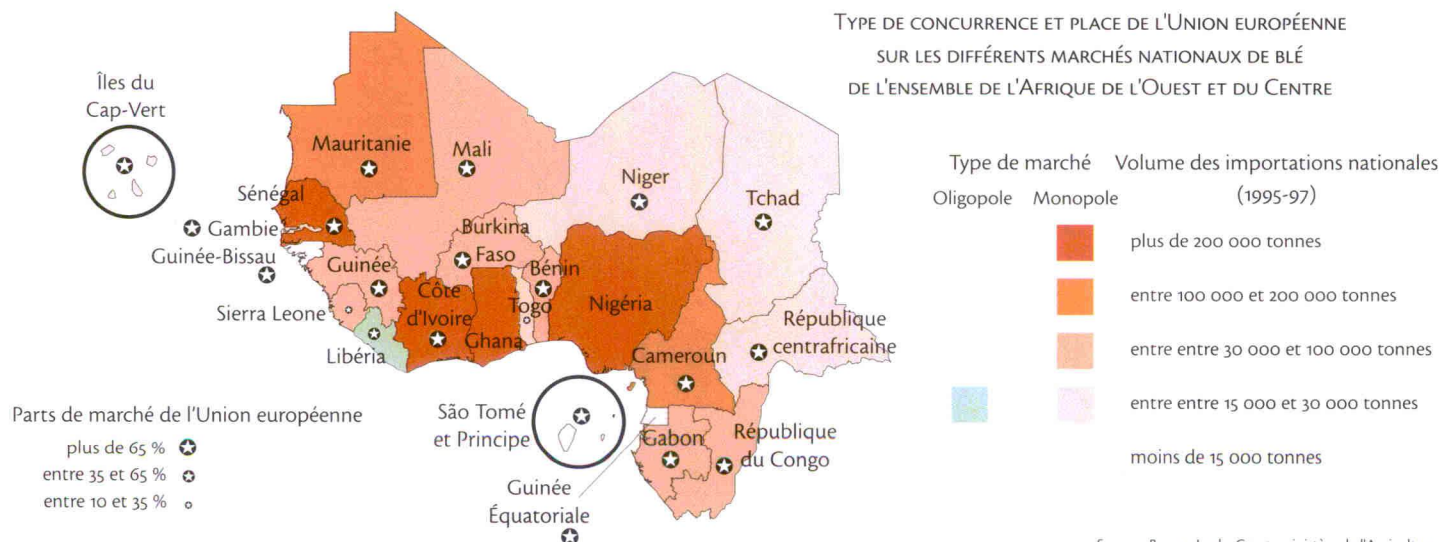 TYPE DE CONCURRENCE ET PLACE DE L'UNION EUROPÉENNE
SUR LES DIFFÉRENTS MARCHÉS NATIONAUX DE BLÉ
DE L'ENSEMBLE DE L'AFRIQUE DE L'OUEST ET DU CENTRE
Îles du
Cap-Vert
Mauritanie
Mali
Niger
Tchad
Sénégal
Gambie
Guinée-Bissau
Guinée
Burkina
Faso
Bénin
Sierra Leone
Côte
d'Ivoire
Togo
Nigéria
Libéria
Ghana
Cameroun
République
centrafricaine
São Tomé
et Principe
Gabon
République
du Congo
Guinée
Équatoriale
Type de marché
Oligopole Monopole
Volume des importations nationales
(1995-97)
plus de 200 000 tonnes
entre 100 000 et 200 000 tonnes
entre entre 30 000 et 100 000 tonnes
entre entre 15 000 et 30 000 tonnes
moins de 15 000 tonnes
Parts de marché de l'Union européenne
plus de 65 %
entre 35 et 65 %
entre 10 et 35 %